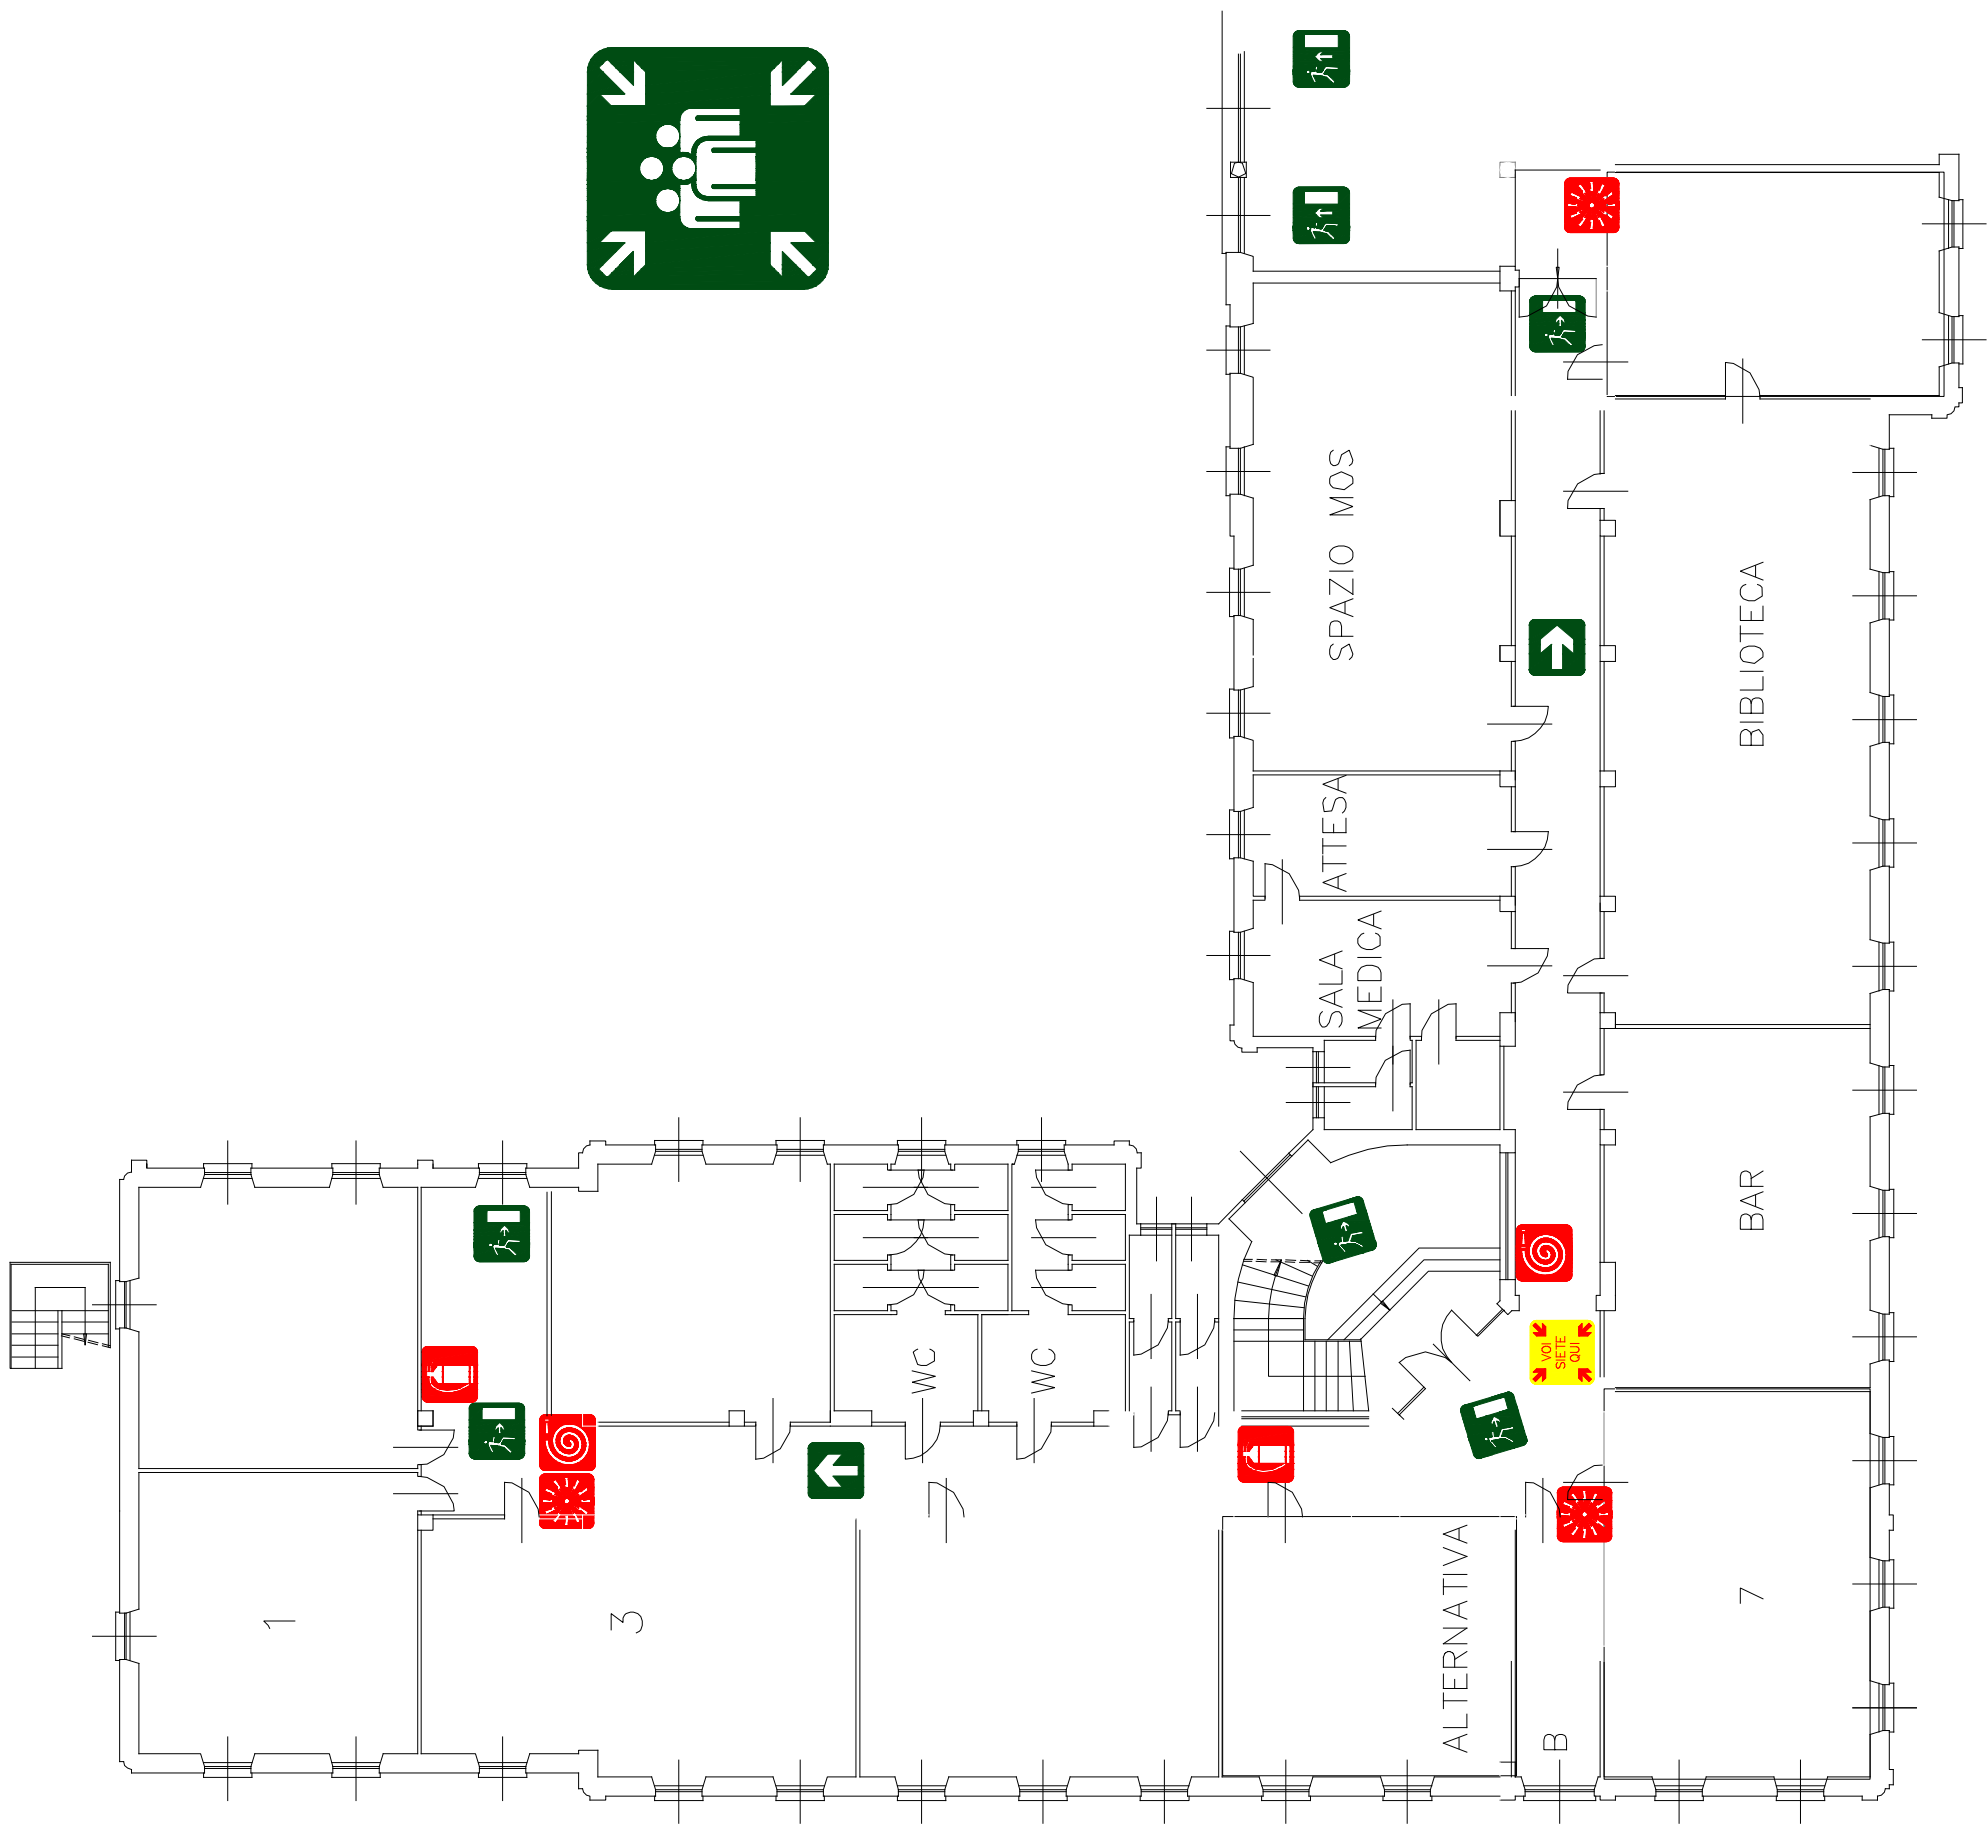 SPAZIO MOS
BIBLIOTECA
ATTESA
SALA
MEDICA
BAR
VOI
SIETE
QUI
WC
WC
1
3
ALTERNATIVA
B
7